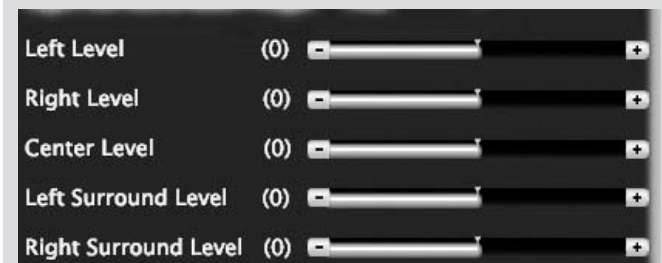 Left Level (0) - +
Right Level (0) - +
Center Level (0) - +
Left Surround Level (0) - +
Right Surround Level (0) - +